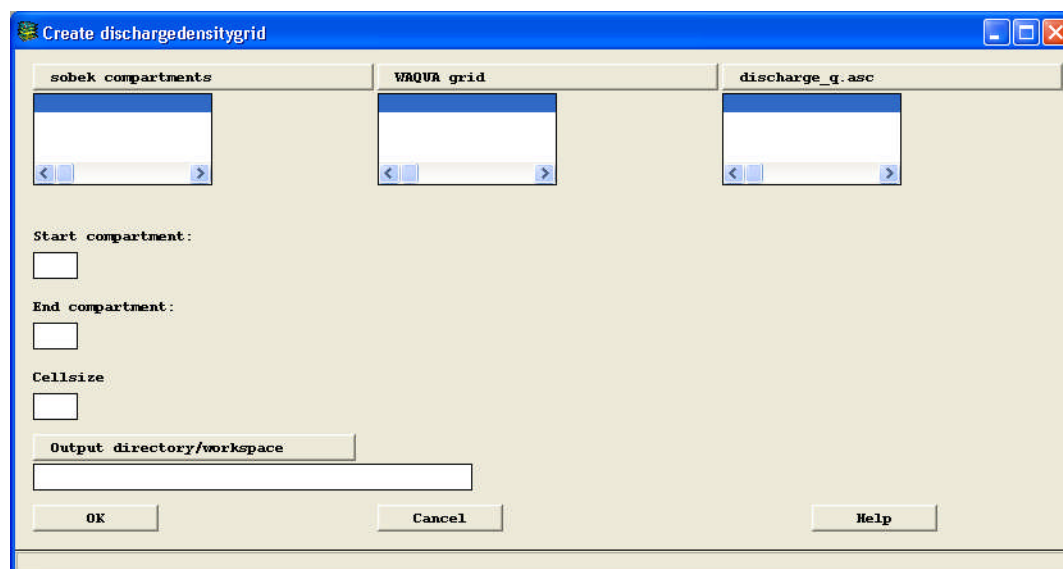 Create dischargedensitygrid
sobek compartments WAQUA grid discharge_q.asc
Start compartment:
End compartment:
Cellsize
Output directory/workspace
OK Cancel Help